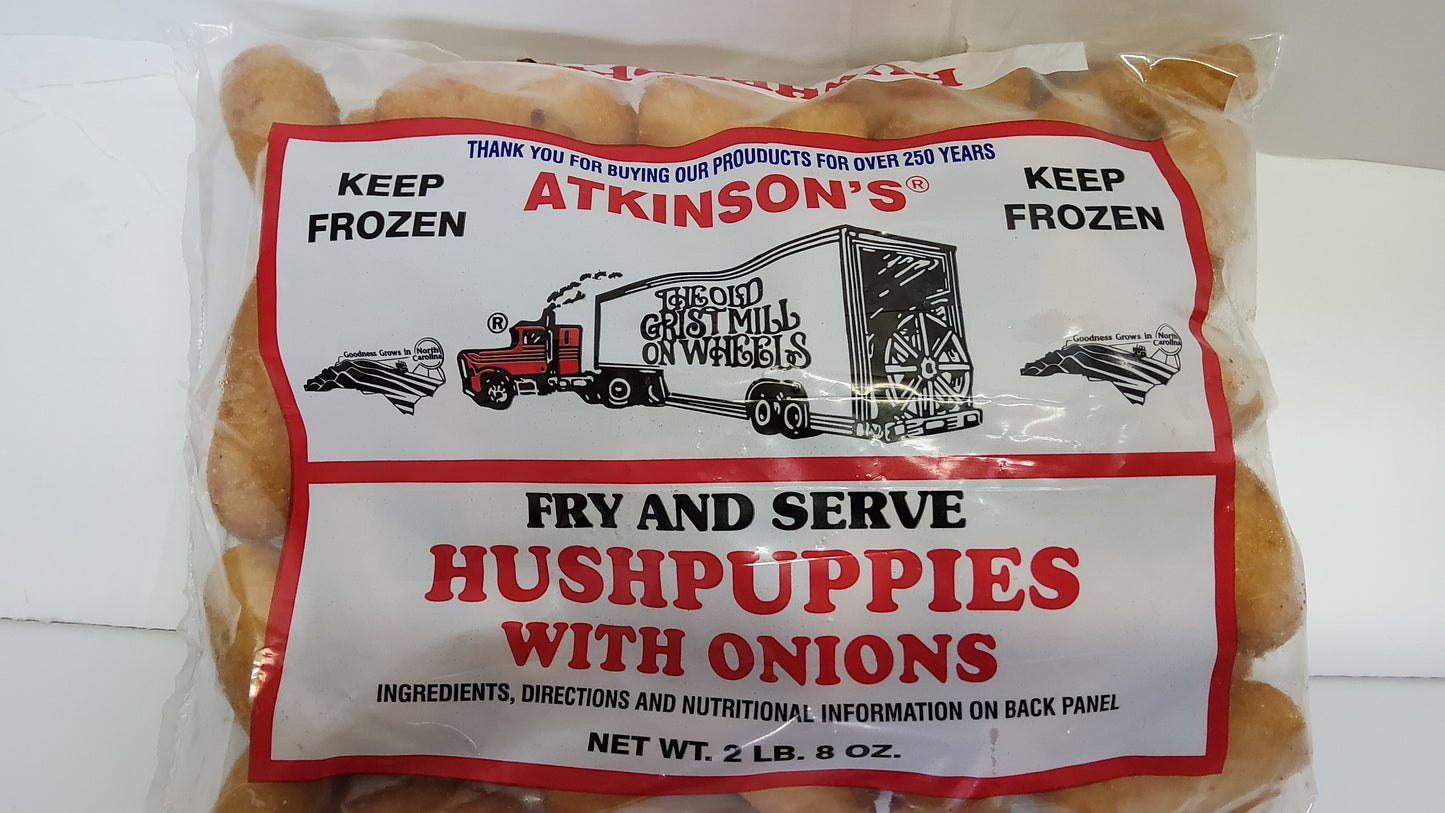 HUSHPUPPIES
THANK YOU FOR BUYING OUR PROUDUCTS FOR OVER 250 YEARS
ATKINSON'S®
KEEP
FROZEN
KEEP
FROZEN
®
THE OLD
GRIST MILL
ON WHEELS
Goodness Grows in North
Carolina
Goodness Grows in North
Carolina
FRY AND SERVE
HUSHPUPPIES
WITH ONIONS
INGREDIENTS, DIRECTIONS AND NUTRITIONAL INFORMATION ON BACK PANEL
NET WT. 2 LB. 8 OZ.